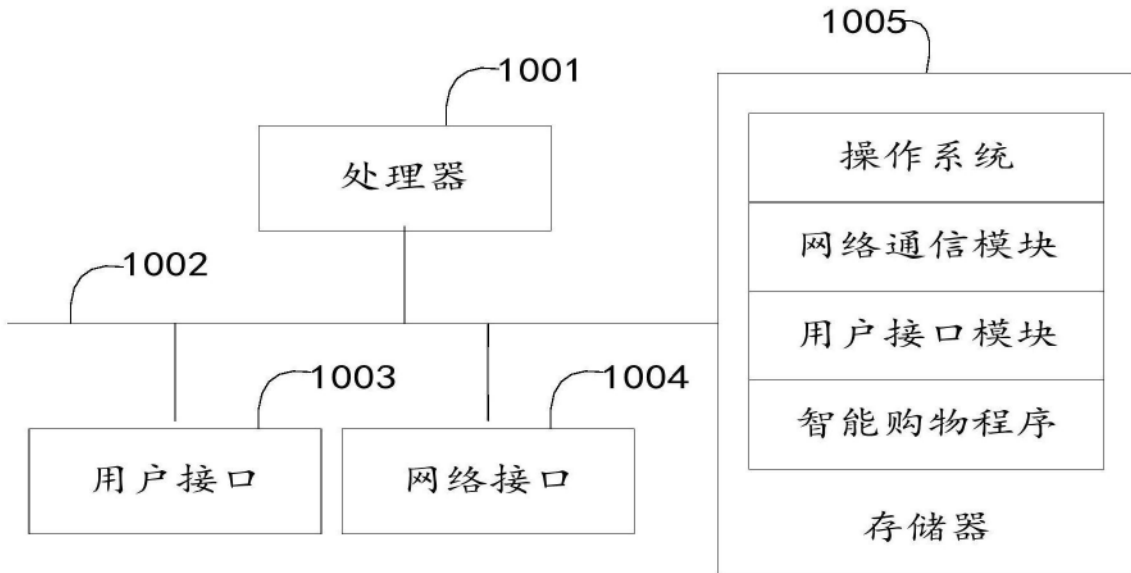 1005
1001
操作系统
处理器
网络通信模块
1002
用户接口模块
1003
1004
智能购物程序
用户接口
网络接口
存储器